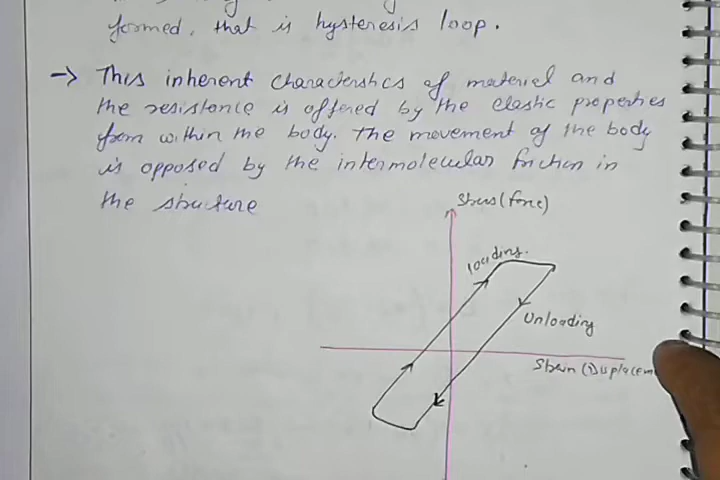 formed, that is hysteresis loop.
→ This inherent characterstics of material and
the resistance is offered by the elastic properties
from within the body. The movement of the body
is opposed by the intermolecular friction in
the structure
Stress (force)
loading.
Unloading
Strain (Displacem